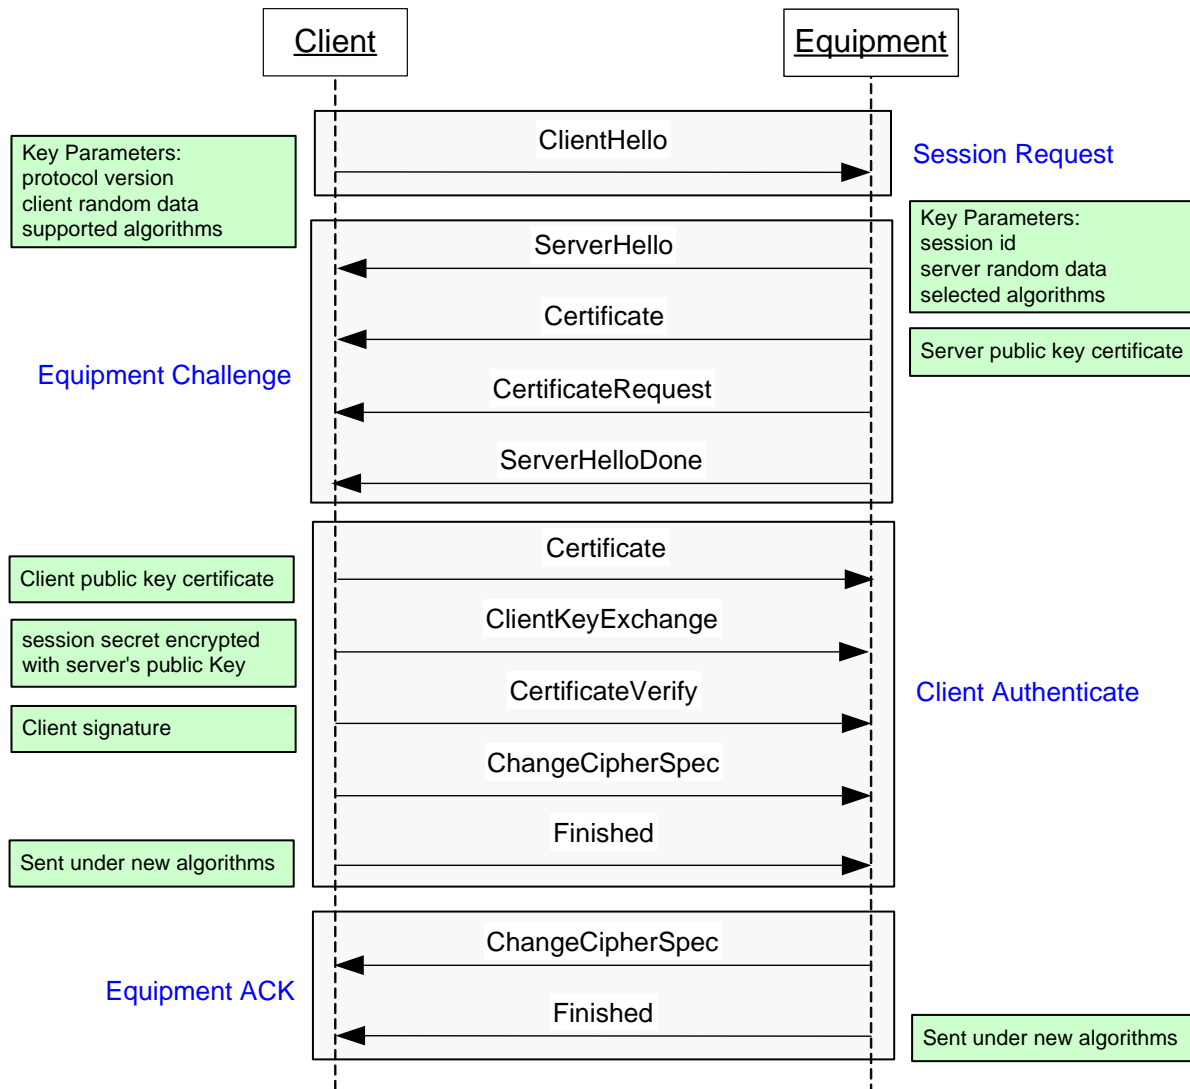 Client
Equipment
ClientHello
Session Request
Key Parameters:
protocol version
client random data
supported algorithms
Key Parameters:
session id
server random data
selected algorithms
ServerHello
Certificate
Server public key certificate
Equipment Challenge
CertificateRequest
ServerHelloDone
Certificate
Client public key certificate
ClientKeyExchange
session secret encrypted
with server's public Key
CertificateVerify
Client Authenticate
Client signature
ChangeCipherSpec
Finished
Sent under new algorithms
ChangeCipherSpec
Equipment ACK
Finished
Sent under new algorithms